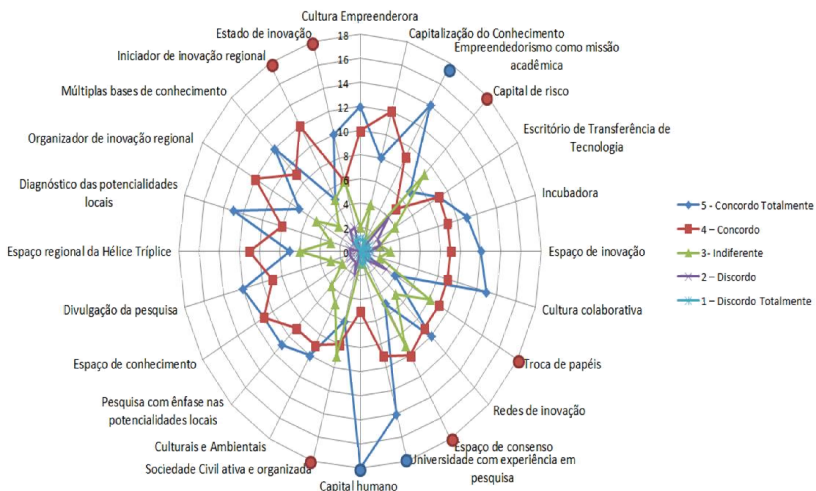 Cultura Empreenderora
Estado de inovação
Capitalização do Conhecimento
Iniciador de inovação regional
Empreendedorismo como missão
acadêmica
Múltiplas bases de conhecimento
Capital de risco
Organizador de inovação regional
Escritório de Transferência de
Tecnologia
Diagnóstico das potencialidades
locais
Incubadora
Espaço regional da Hélice Tríplice
Espaço de inovação
Divulgação da pesquisa
Cultura colaborativa
Espaço de conhecimento
Troca de papéis
Pesquisa com ênfase nas
potencialidades locais
Redes de inovação
Culturais e Ambientais
Espaço de consenso
Sociedade Civil ativa e organizada
Universidade com experiência em
pesquisa
Capital humano
18
16
14
12
10
8
6
4
2
0
5 - Concordo Totalmente
4 – Concordo
3- Indiferente
2 – Discordo
1 – Discordo Totalmente